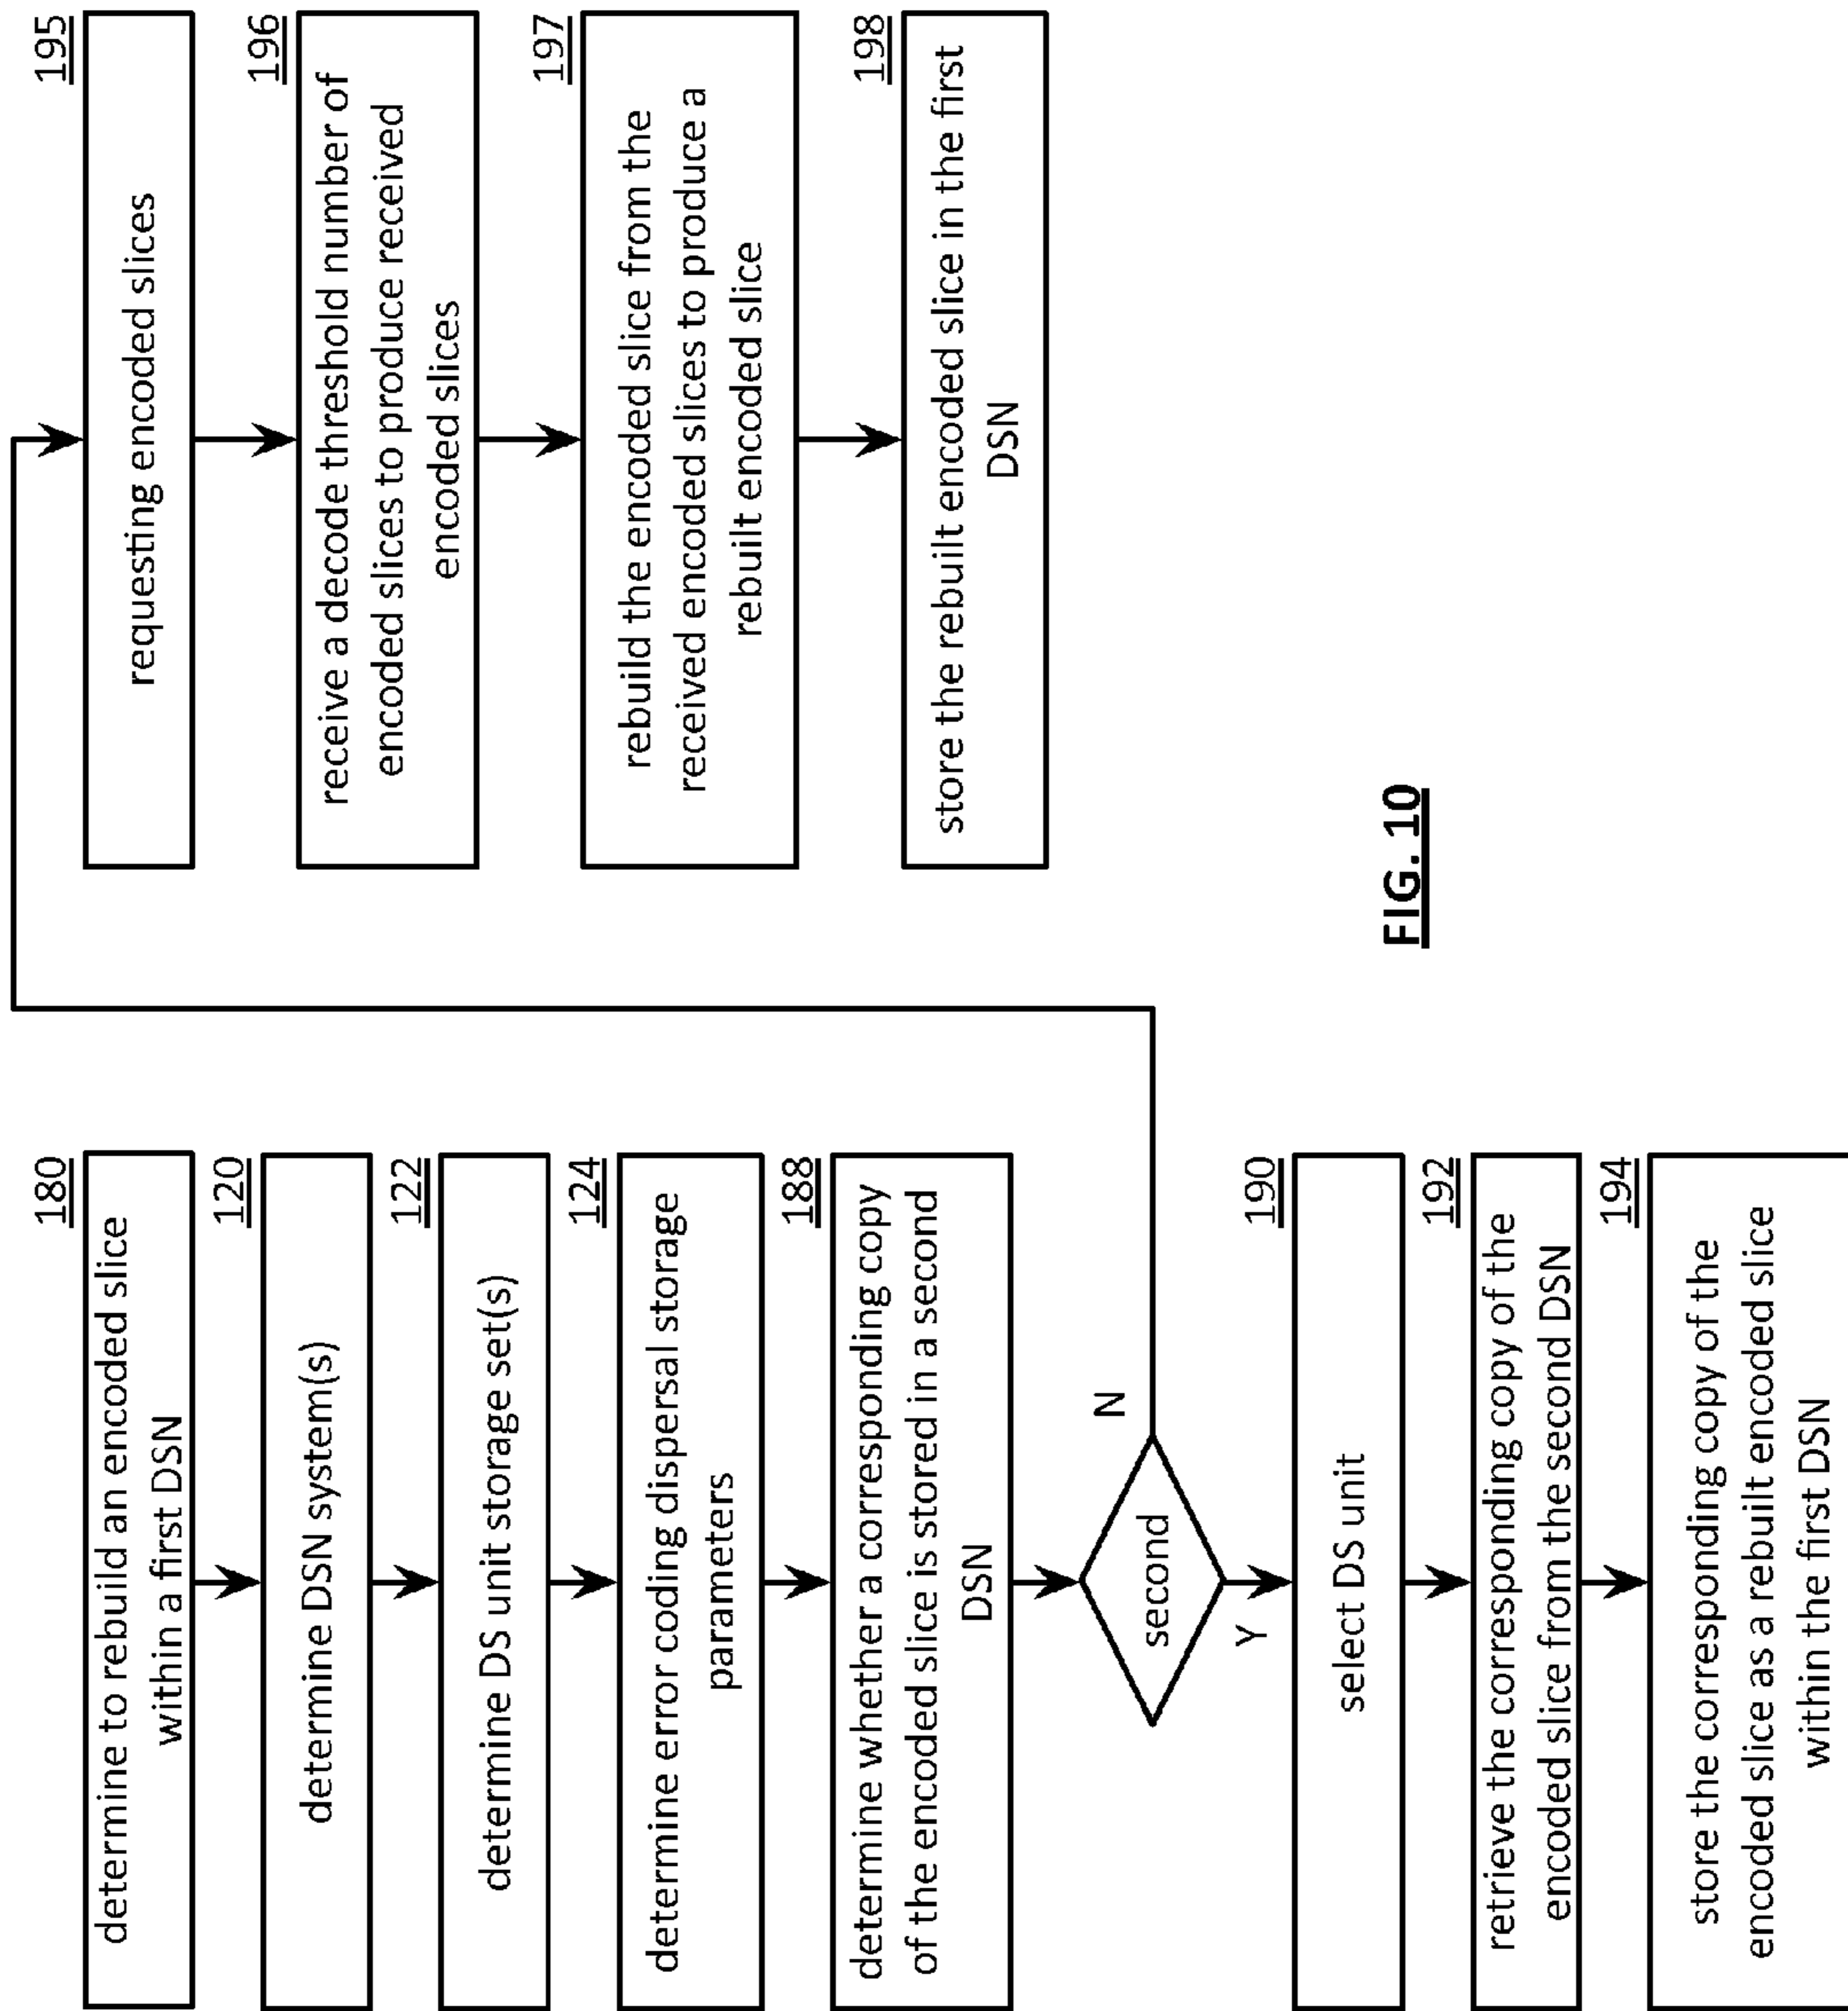 180
determine to rebuild an encoded slice
within a first DSN
120
determine DSN system(s)
122
determine DS unit storage set(s)
124
determine error coding dispersal storage
parameters
188
determine whether a corresponding copy
of the encoded slice is stored in a second
DSN
second
N
Y
190
select DS unit
192
retrieve the corresponding copy of the
encoded slice from the second DSN
194
store the corresponding copy of the
encoded slice as a rebuilt encoded slice
within the first DSN
195
requesting encoded slices
196
receive a decode threshold number of
encoded slices to produce received
encoded slices
197
rebuild the encoded slice from the
received encoded slices to produce a
rebuilt encoded slice
198
store the rebuilt encoded slice in the first
DSN
FIG. 10